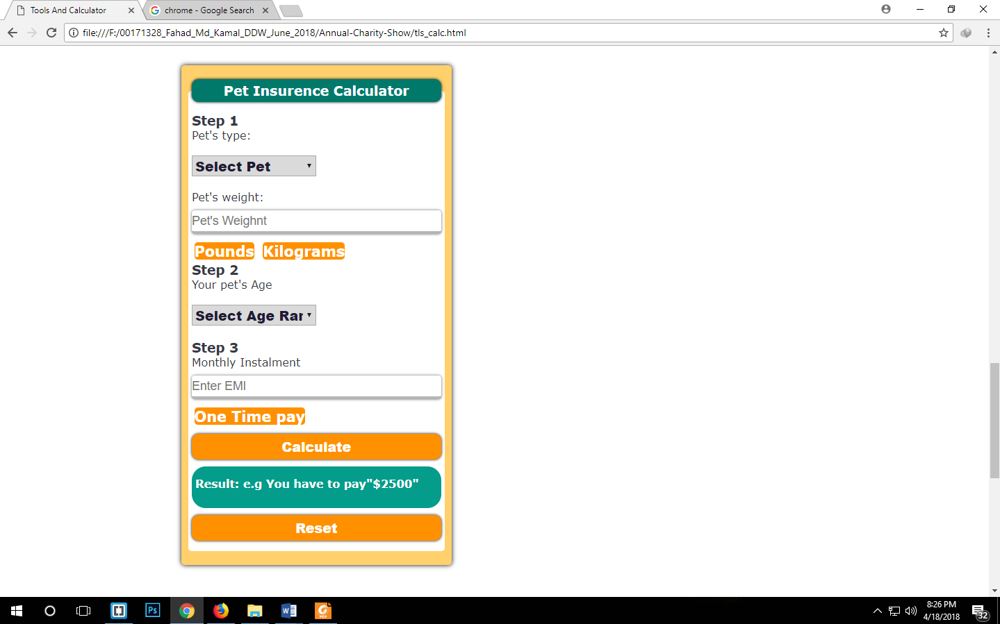 Tools And Calculator
chrome - Google Search
file:///F:/00171328_Fahad_Md_Kamal_DDW_June_2018/Annual-Charity-Show/tls_calc.html
Pet Insurence Calculator
Step 1
Pet's type:
Select Pet
Pet's weight:
Pet's Weighnt
Pounds Kilograms
Step 2
Your pet's Age
Select Age Ran
Step 3
Monthly Instalment
Enter EMI
One Time pay
Calculate
Result: e.g You have to pay"$2500"
Reset
Ps
W
PDF
8:26 PM
4/18/2018
32